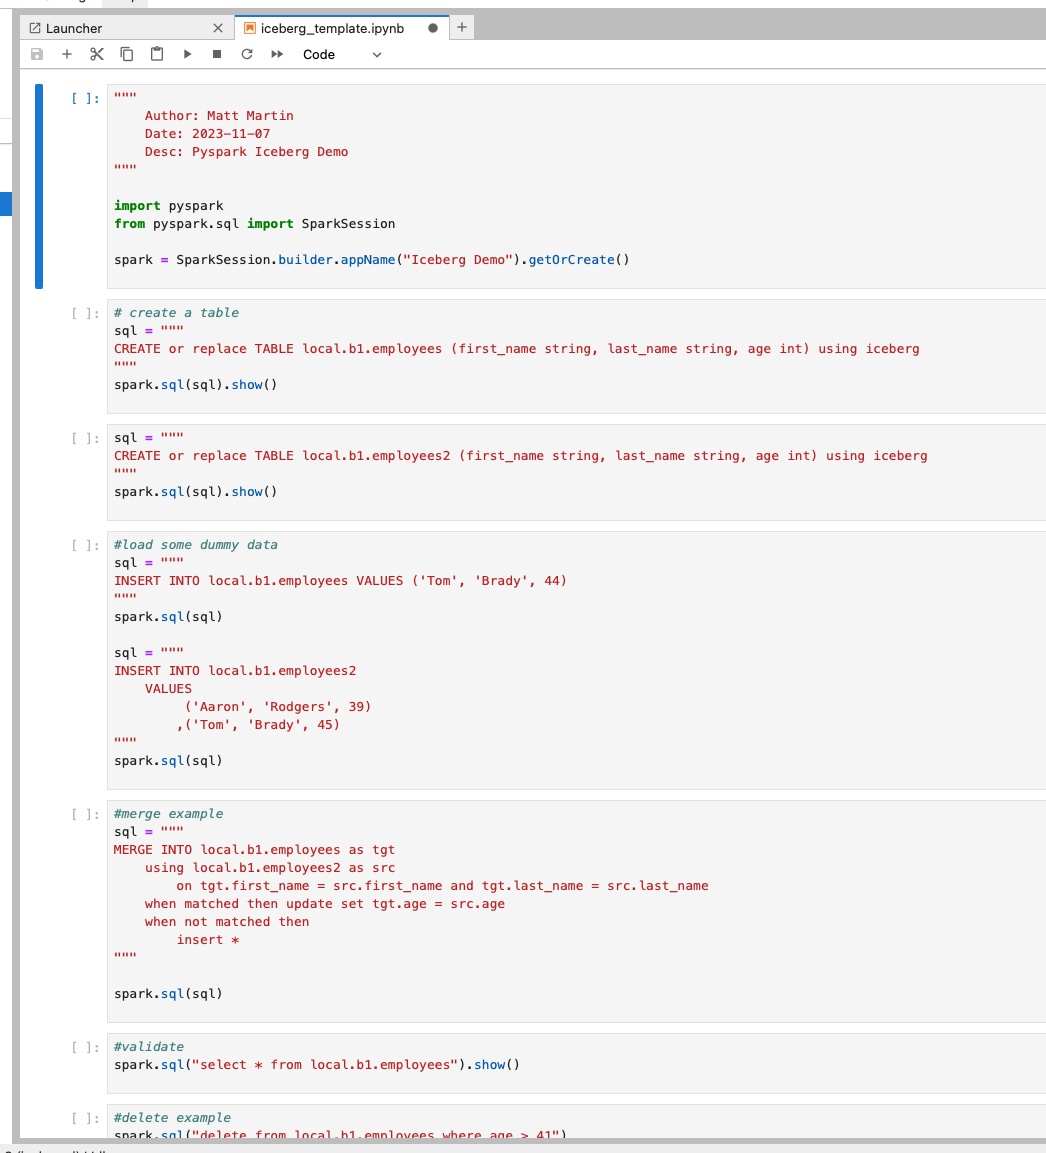 Launcher
iceberg_template.ipynb
Code
[ ]: """
    Author: Matt Martin
    Date: 2023-11-07
    Desc: Pyspark Iceberg Demo
"""
import pyspark
from pyspark.sql import SparkSession
spark = SparkSession.builder.appName("Iceberg Demo").getOrCreate()
[ ]: # create a table
sql = """
CREATE or replace TABLE local.b1.employees (first_name string, last_name string, age int) using iceberg
"""
spark.sql(sql).show()
[ ]: sql = """
CREATE or replace TABLE local.b1.employees2 (first_name string, last_name string, age int) using iceberg
"""
spark.sql(sql).show()
[ ]: #load some dummy data
sql = """
INSERT INTO local.b1.employees VALUES ('Tom', 'Brady', 44)
"""
spark.sql(sql)
sql = """
INSERT INTO local.b1.employees2
    VALUES
         ('Aaron', 'Rodgers', 39)
        ,('Tom', 'Brady', 45)
"""
spark.sql(sql)
[ ]: #merge example
sql = """
MERGE INTO local.b1.employees as tgt
    using local.b1.employees2 as src
        on tgt.first_name = src.first_name and tgt.last_name = src.last_name
    when matched then update set tgt.age = src.age
    when not matched then
        insert *
"""
spark.sql(sql)
[ ]: #validate
spark.sql("select * from local.b1.employees").show()
[ ]: #delete example
spark.sql("delete from local.b1.employees where age > 41")